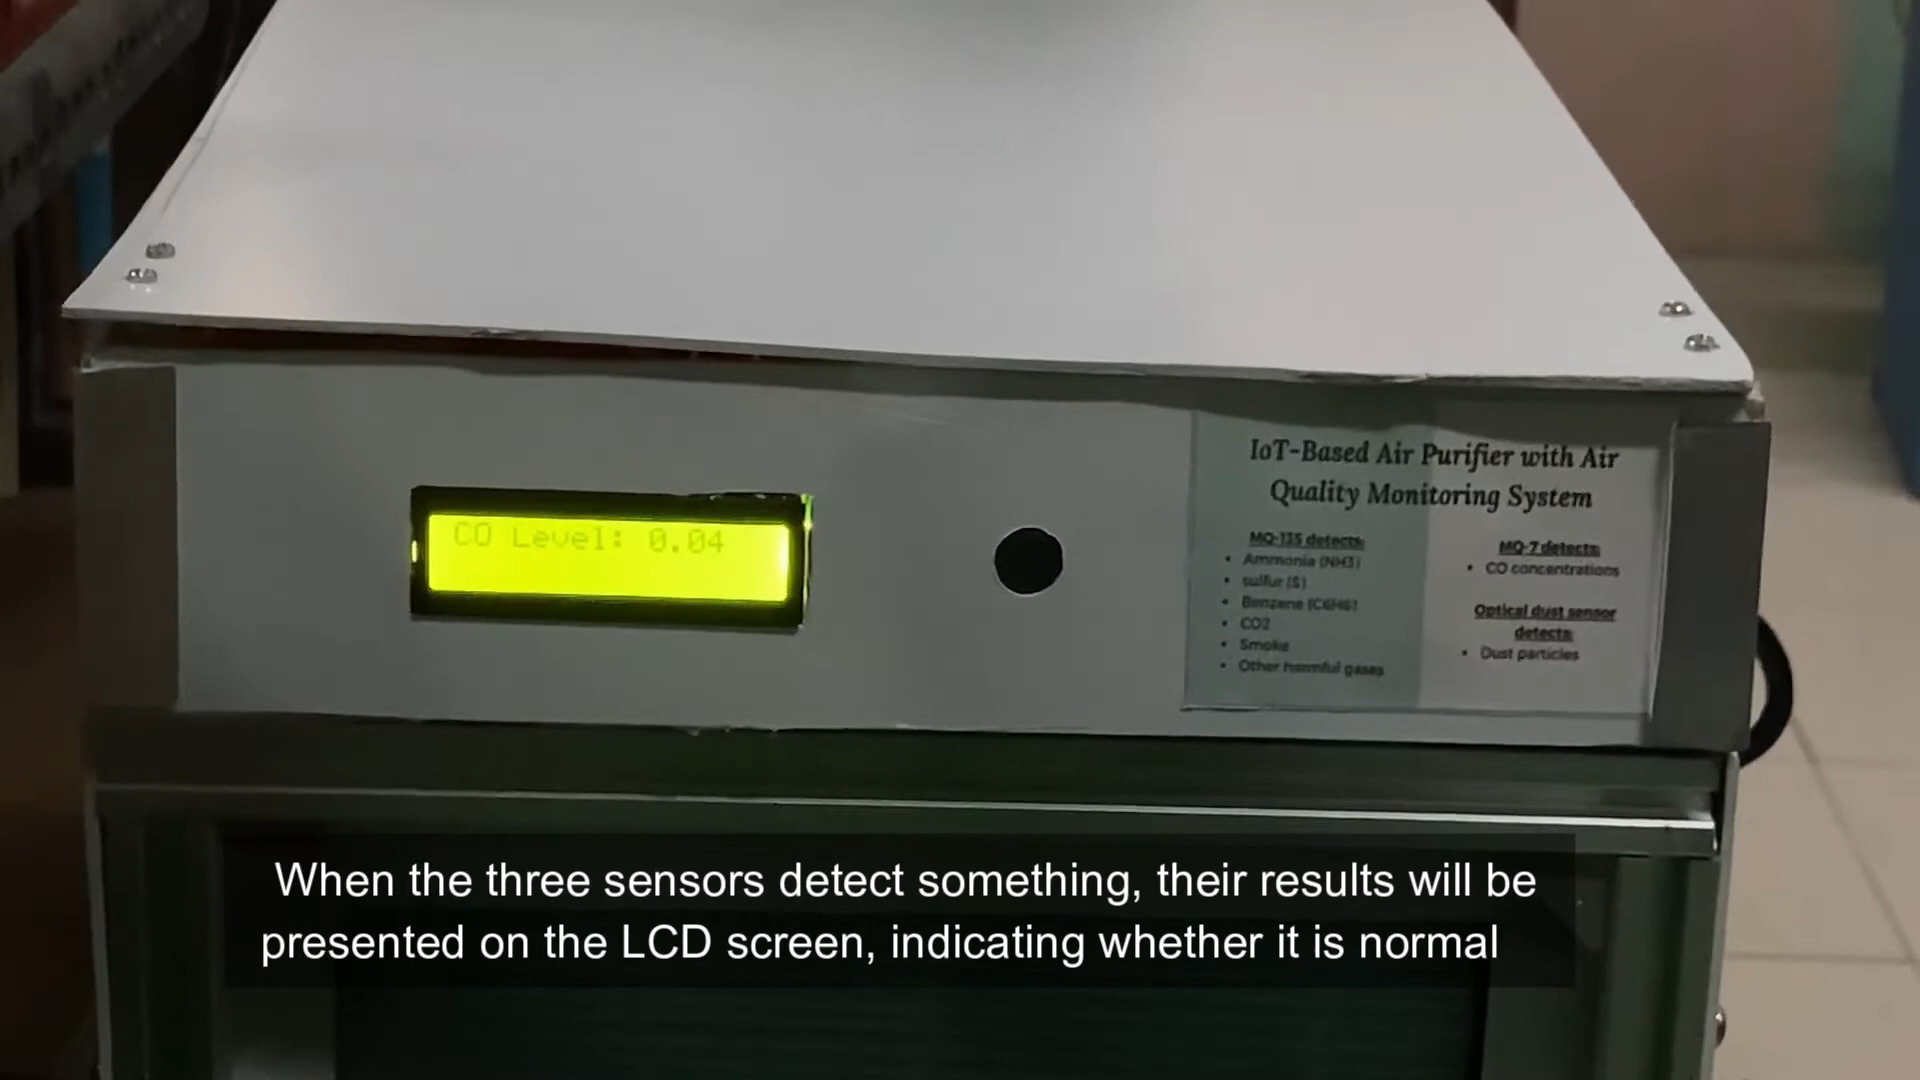 CO Level: 0.04
IoT-Based Air Purifier with Air
Quality Monitoring System
MQ-135 detects:
• Ammonia (NH3)
• sulfur (S)
• Benzene (C6H6)
• CO2
• Smoke
• Other harmful gases
MQ-7 detects:
• CO concentrations
Optical dust sensor
detects:
• Dust particles
When the three sensors detect something, their results will be
presented on the LCD screen, indicating whether it is normal